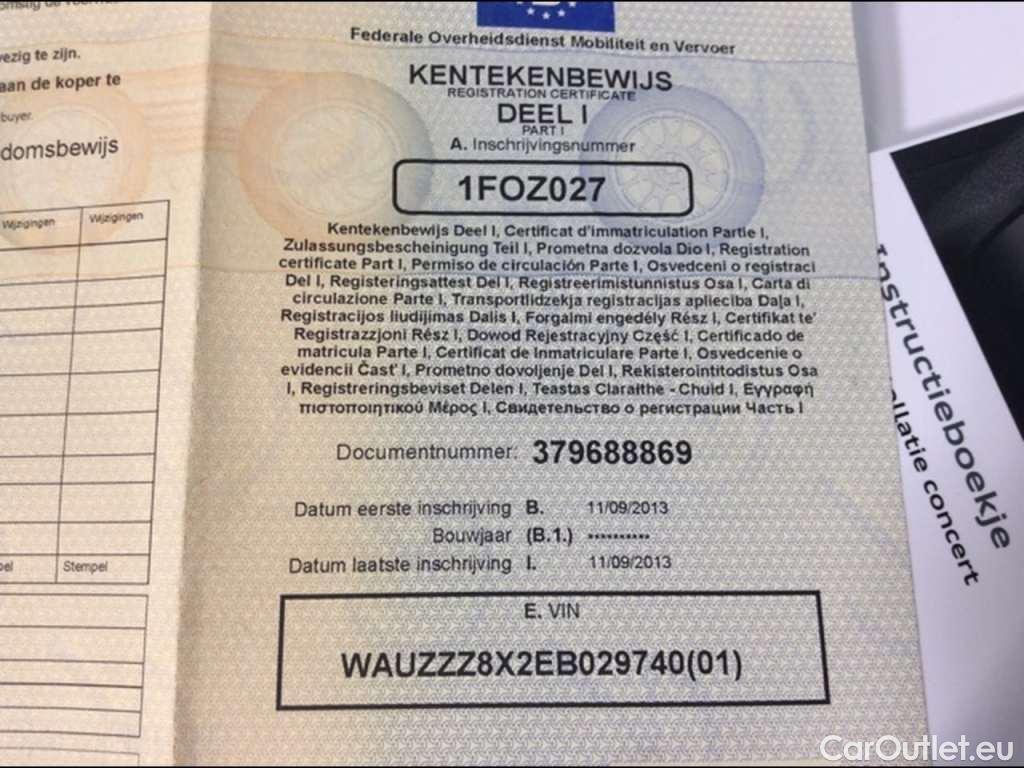 vezig te zijn.
aan de koper te
buyer.
domsbewijs
Wijzigingen
Wijzigingen
Stempel
Federale Overheidsdienst Mobiliteit en Vervoer
KENTEKENBEWIJS
REGISTRATION CERTIFICATE
DEEL I
PART I
A. Inschrijvingsnummer
1FOZ027
Kentekenbewijs Deel I, Certificat d'immatriculation Partie I,
Zulassungsbescheinigung Teil I, Prometna dozvola Dio I, Registration
certificate Part I, Permiso de circulación Parte I, Osvedceni o registraci
Del I, Registeringsattest Del I, Registreerimistunnistus Osa I, Carta di
circulazione Parte I, Transportlidzekja registracijas aplieciba Daļa I,
Registracijos liudijimas Dalis I, Forgalmi engedély Rész I, Certifikat te'
Registrazzjoni Rész I, Dowod Rejestracyjny Część I, Certificado de
matricula Parte I, Certificat de Inmatriculare Parte I, Osvedcenie o
evidencii Čast' I, Prometno dovoljenje Del I, Rekisterointitodistus Osa
I, Registreringsbeviset Delen I, Teastas Claraithe - Chuid I, Εγγραφή
πιστοποιητικού Μέρος I, Свидетельство о регистрации Часть I
Documentnummer: 379688869
Datum eerste inschrijving B. 11/09/2013
Bouwjaar (B.1.) **********
Datum laatste inschrijving I. 11/09/2013
E. VIN
WAUZZZ8X2EB029740(01)
Instructieboekje
llatie concert
CarOutlet.eu